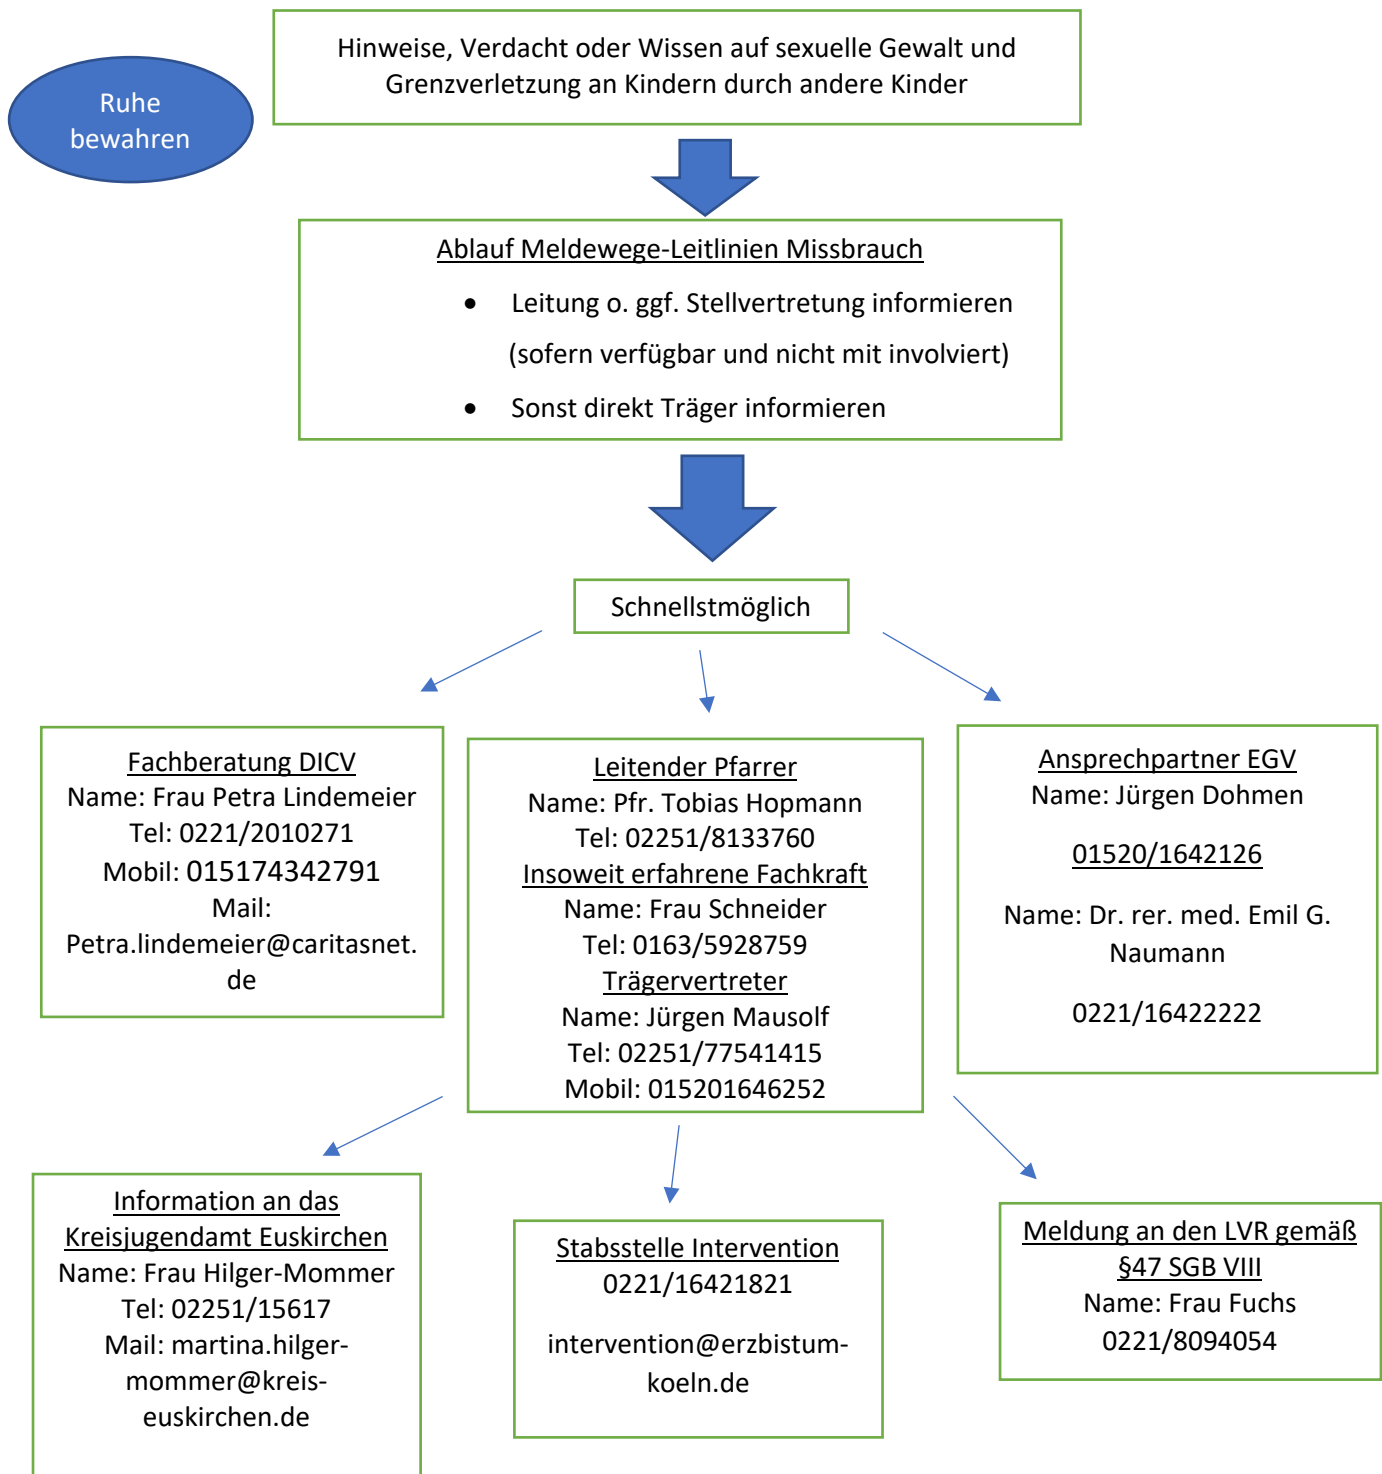 Hinweise, Verdacht oder Wissen auf sexuelle Gewalt und
Grenzverletzung an Kindern durch andere Kinder
Ruhe
bewahren
Ablauf Meldewege-Leitlinien Missbrauch
• Leitung o. ggf. Stellvertretung informieren
(sofern verfügbar und nicht mit involviert)
• Sonst direkt Träger informieren
Schnellstmöglich
Fachberatung DICV
Name: Frau Petra Lindemeier
Tel: 0221/2010271
Mobil: 015174342791
Mail:
Petra.lindemeier@caritasnet.
de
Leitender Pfarrer
Name: Pfr. Tobias Hopmann
Tel: 02251/8133760
Insoweit erfahrene Fachkraft
Name: Frau Schneider
Tel: 0163/5928759
Trägervertreter
Name: Jürgen Mausolf
Tel: 02251/77541415
Mobil: 015201646252
Ansprechpartner EGV
Name: Jürgen Dohmen
01520/1642126
Name: Dr. rer. med. Emil G.
Naumann
0221/16422222
Information an das
Kreisjugendamt Euskirchen
Name: Frau Hilger-Mommer
Tel: 02251/15617
Mail: martina.hilger-
mommer@kreis-
euskirchen.de
Stabsstelle Intervention
0221/16421821
intervention@erzbistum-
koeln.de
Meldung an den LVR gemäß
§47 SGB VIII
Name: Frau Fuchs
0221/8094054